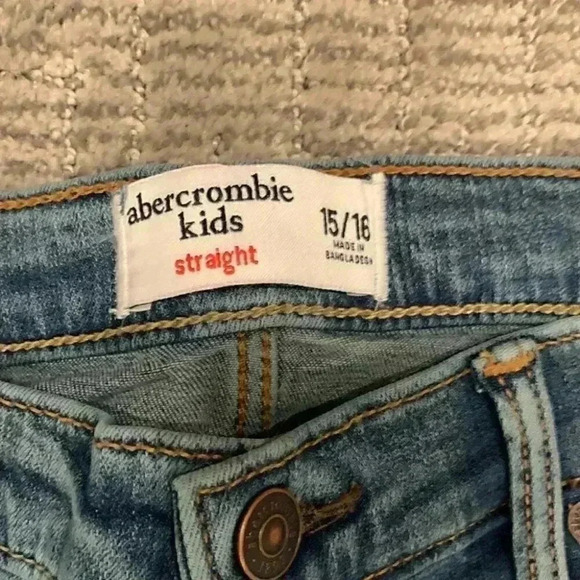 abercrombie
kids
straight
15/16
MADE IN
BANGLADESH